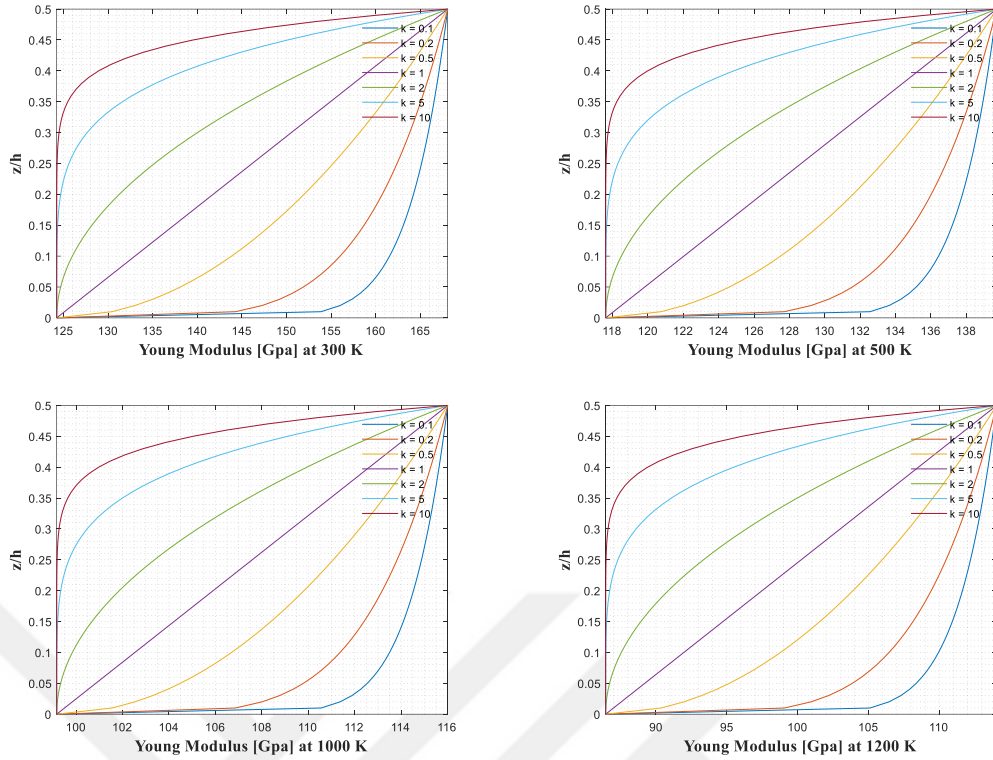 0.5
0.45
0.4
0.35
0.3
0.25
0.2
0.15
0.1
0.05
0
z/h
k = 0.1
k = 0.2
k = 0.5
k = 1
k = 2
k = 5
k = 10
125 130 135 140 145 150 155 160 165
Young Modulus [Gpa] at 300 K
0.5
0.45
0.4
0.35
0.3
0.25
0.2
0.15
0.1
0.05
0
z/h
k = 0.1
k = 0.2
k = 0.5
k = 1
k = 2
k = 5
k = 10
118 120 122 124 126 128 130 132 134 136 138
Young Modulus [Gpa] at 500 K
0.5
0.45
0.4
0.35
0.3
0.25
0.2
0.15
0.1
0.05
0
z/h
k = 0.1
k = 0.2
k = 0.5
k = 1
k = 2
k = 5
k = 10
100 102 104 106 108 110 112 114 116
Young Modulus [Gpa] at 1000 K
0.5
0.45
0.4
0.35
0.3
0.25
0.2
0.15
0.1
0.05
0
z/h
k = 0.1
k = 0.2
k = 0.5
k = 1
k = 2
k = 5
k = 10
90 95 100 105 110
Young Modulus [Gpa] at 1200 K